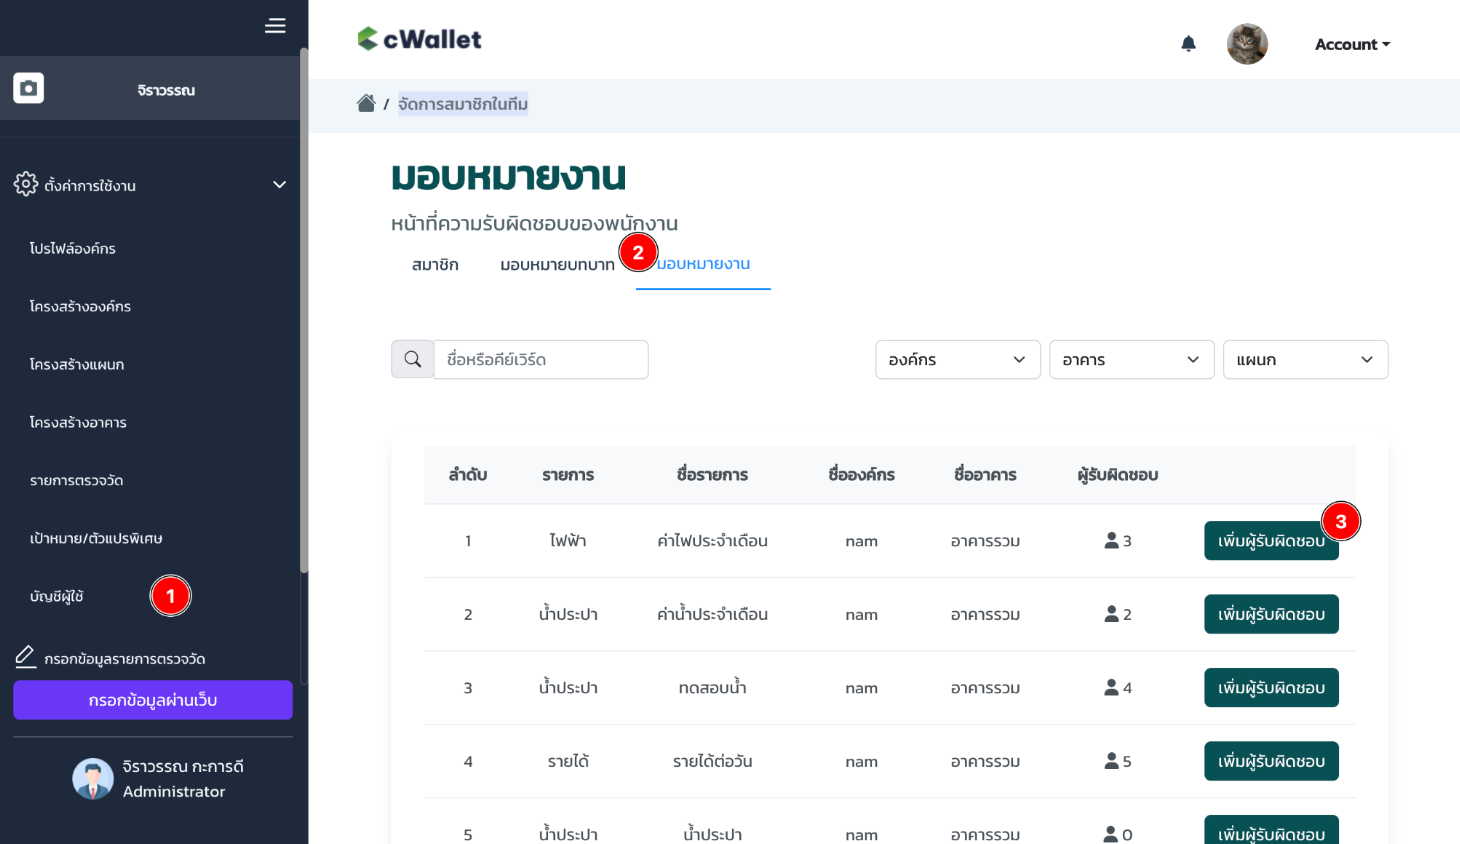 cWallet
Account
จิราวรรณ
/ จัดการสมาชิกในทีม
ตั้งค่าการใช้งาน
โปรไฟล์องค์กร
โครงสร้างองค์กร
โครงสร้างแผนก
โครงสร้างอาคาร
รายการตรวจวัด
เป้าหมาย/ตัวแปรพิเศษ
บัญชีผู้ใช้
1
กรอกข้อมูลรายการตรวจวัด
กรอกข้อมูลผ่านเว็บ
จิราวรรณ กะการดี
Administrator
มอบหมายงาน
หน้าที่ความรับผิดชอบของพนักงาน
สมาชิก มอบหมายบทบาท 2 มอบหมายงาน
ชื่อหรือคีย์เวิร์ด องค์กร อาคาร แผนก
ลำดับ รายการ ชื่อรายการ ชื่อองค์กร ชื่ออาคาร ผู้รับผิดชอบ
3
1 ไฟฟ้า ค่าไฟประจำเดือน nam อาคารรวม 3 เพิ่มผู้รับผิดชอบ
2 น้ำประปา ค่าน้ำประจำเดือน nam อาคารรวม 2 เพิ่มผู้รับผิดชอบ
3 น้ำประปา ทดสอบน้ำ nam อาคารรวม 4 เพิ่มผู้รับผิดชอบ
4 รายได้ รายได้ต่อวัน nam อาคารรวม 5 เพิ่มผู้รับผิดชอบ
5 น้ำประปา น้ำประปา nam อาคารรวม 0 เพิ่มผู้รับผิดชอบ